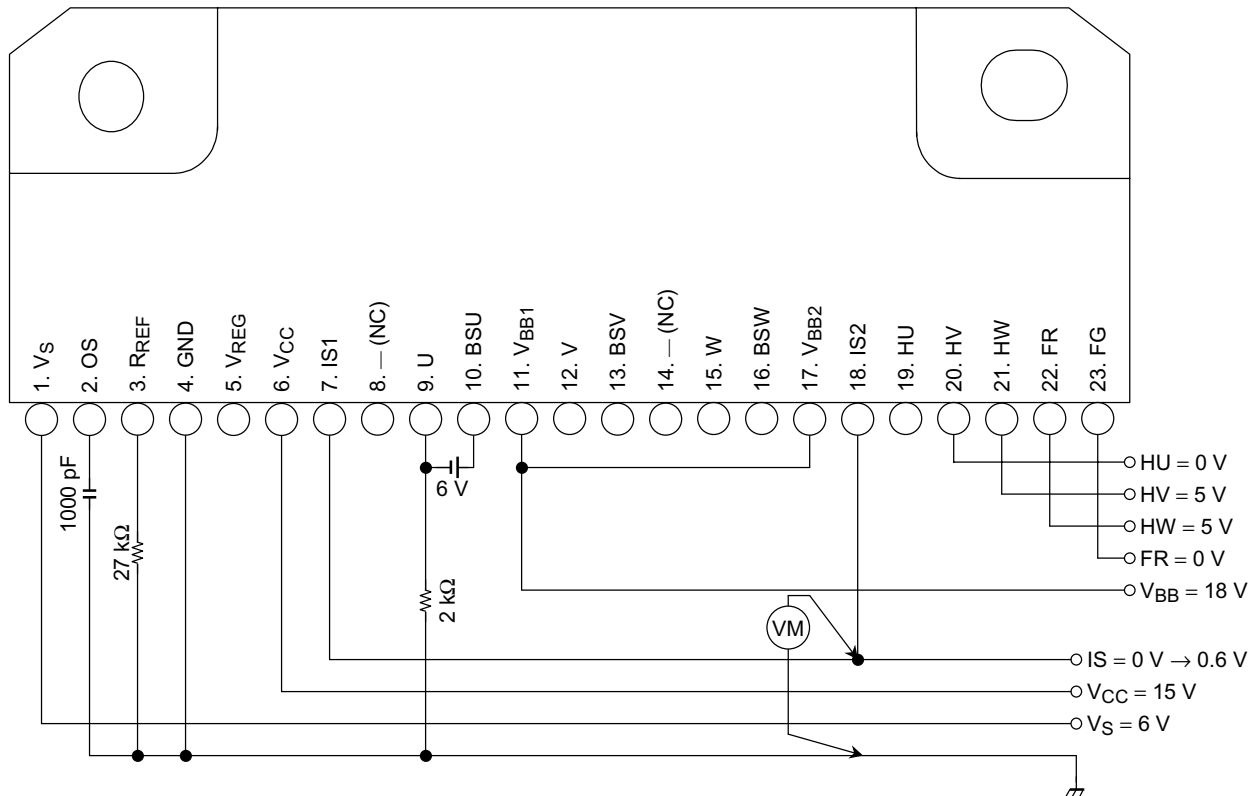 1. VS
2. OS
3. RREF
4. GND
5. VREG
6. VCC
7. IS1
8. — (NC)
9. U
10. BSU
11. VBB1
12. V
13. BSV
14. — (NC)
15. W
16. BSW
17. VBB2
18. IS2
19. HU
20. HV
21. HW
22. FR
23. FG
1000 pF
27 kΩ
6 V
2 kΩ
VM
HU = 0 V
HV = 5 V
HW = 5 V
FR = 0 V
VBB = 18 V
IS = 0 V → 0.6 V
VCC = 15 V
VS = 6 V